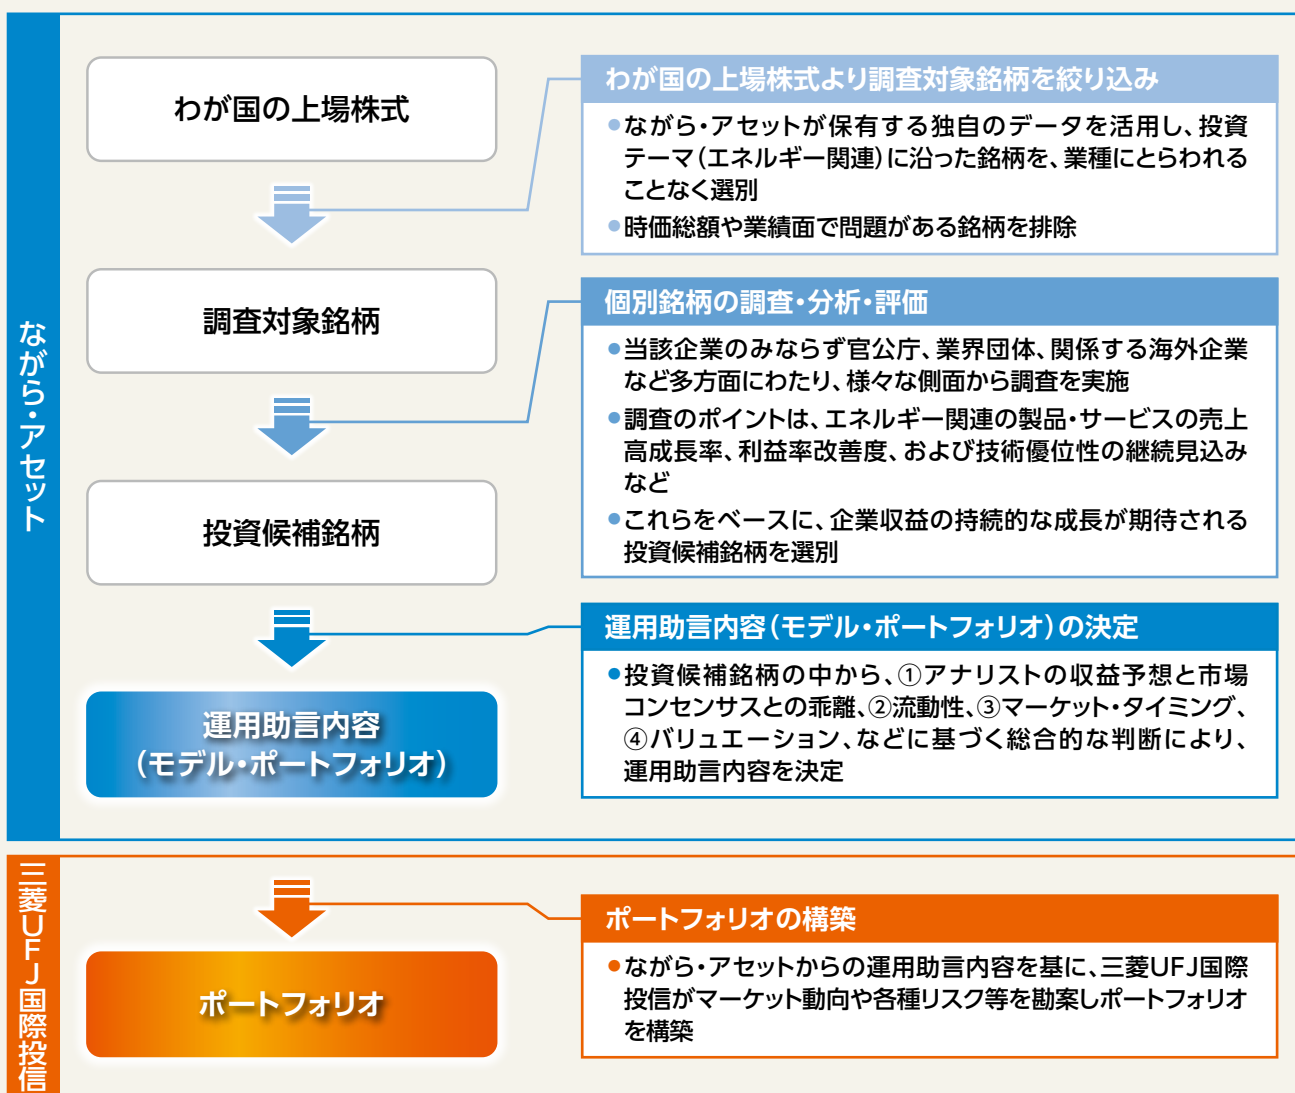 ながら・アセット
わが国の上場株式
わが国の上場株式より調査対象銘柄を絞り込み
●ながら・アセットが保有する独自のデータを活用し、投資
テーマ（エネルギー関連）に沿った銘柄を、業種にとらわれる
ことなく選別
●時価総額や業績面で問題がある銘柄を排除
調査対象銘柄
個別銘柄の調査・分析・評価
●当該企業のみならず官公庁、業界団体、関係する海外企業
など多方面にわたり、様々な側面から調査を実施
●調査のポイントは、エネルギー関連の製品・サービスの売上
高成長率、利益率改善度、および技術優位性の継続見込み
など
●これらをベースに、企業収益の持続的な成長が期待される
投資候補銘柄を選別
投資候補銘柄
運用助言内容（モデル・ポートフォリオ）の決定
●投資候補銘柄の中から、①アナリストの収益予想と市場
コンセンサスとの乖離、②流動性、③マーケット・タイミング、
④バリュエーション、などに基づく総合的な判断により、
運用助言内容を決定
運用助言内容
（モデル・ポートフォリオ）
三菱UFJ国際投信
ポートフォリオの構築
●ながら・アセットからの運用助言内容を基に、三菱UFJ国際
投信がマーケット動向や各種リスク等を勘案しポートフォリオ
を構築
ポートフォリオ